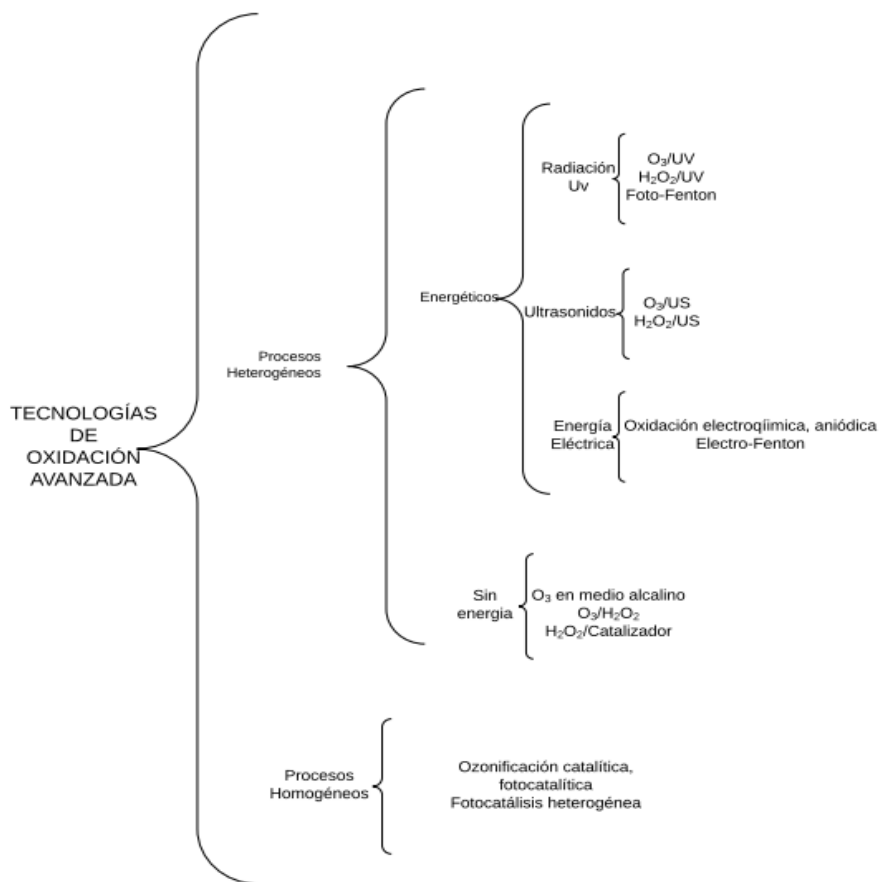 TECNOLOGÍAS
DE
OXIDACIÓN
AVANZADA
Procesos
Heterogéneos
Energéticos
Radiación
Uv
O₃/UV
H₂O₂/UV
Foto-Fenton
Ultrasonidos
O₃/US
H₂O₂/US
Energía
Eléctrica
Oxidación electroqíimica, aniódica
Electro-Fenton
Sin
energia
O₃ en medio alcalino
O₃/H₂O₂
H₂O₂/Catalizador
Procesos
Homogéneos
Ozonificación catalítica,
fotocatalítica
Fotocatálisis heterogénea